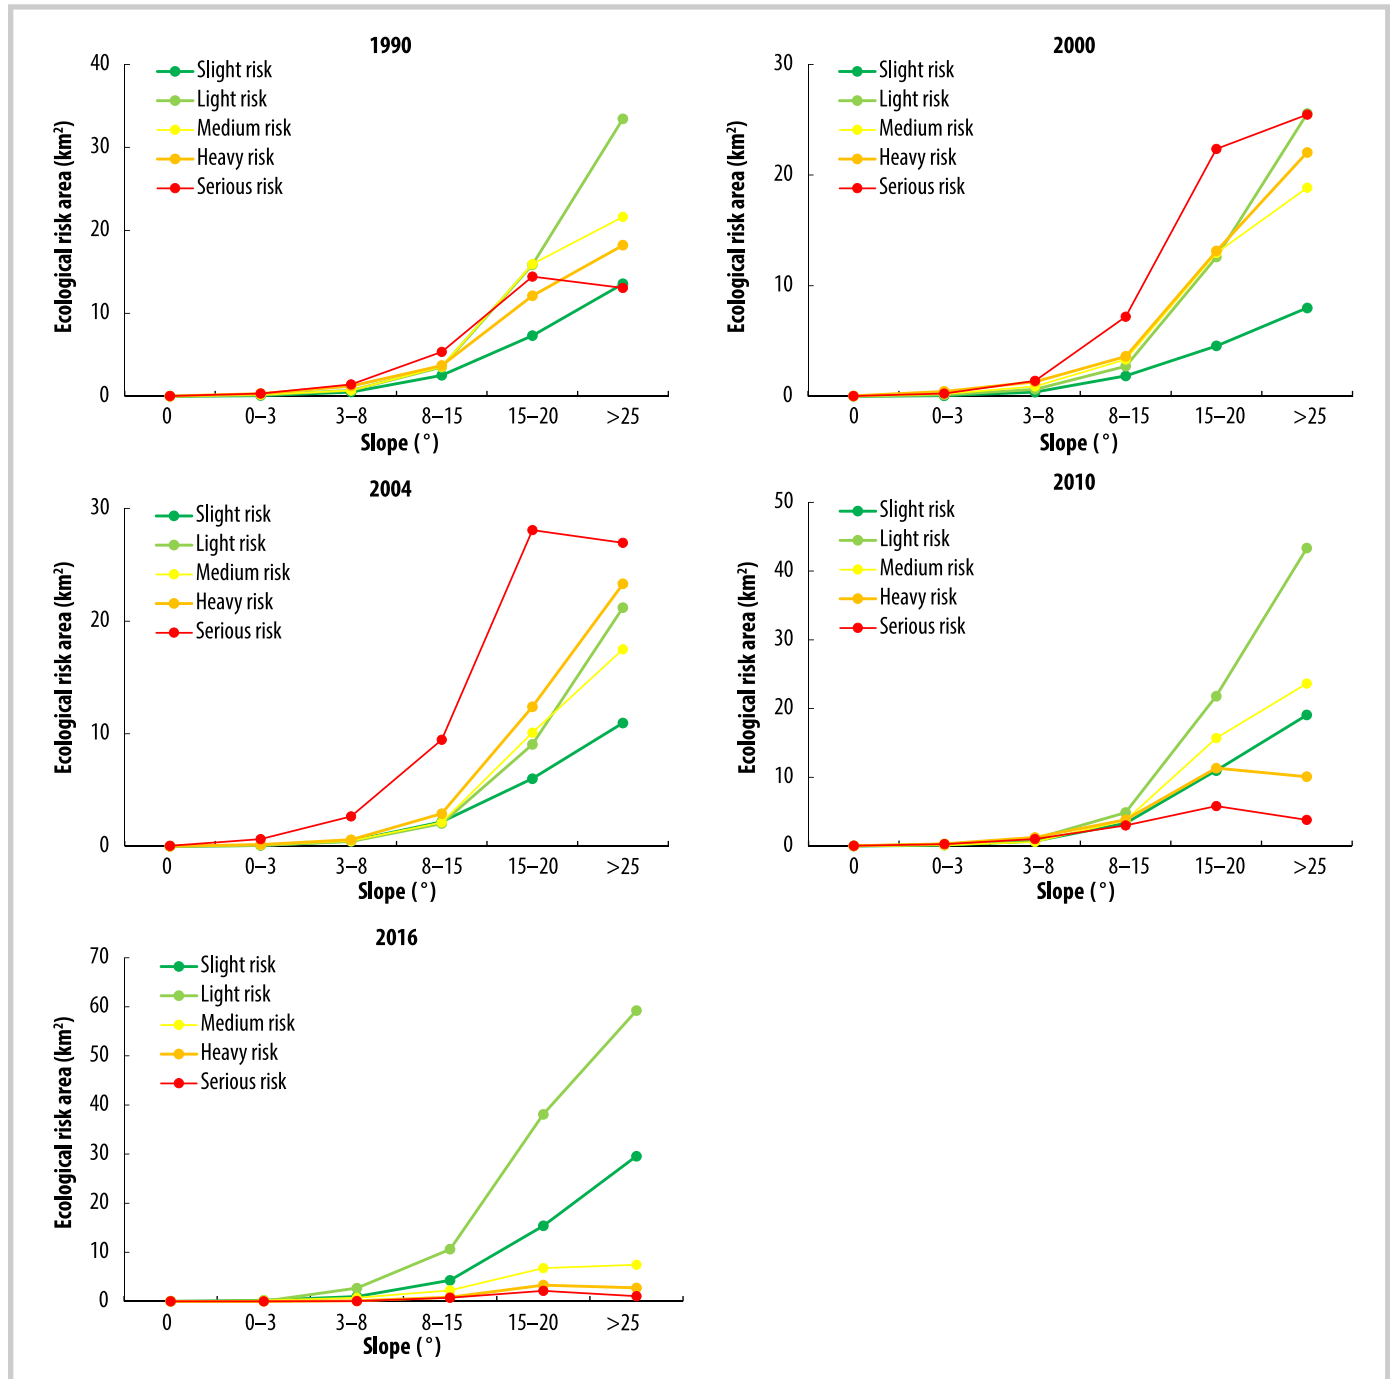 1990
40
30
20
10
0
Ecological risk area (km²)
Slight risk
Light risk
Medium risk
Heavy risk
Serious risk
0 0–3 3–8 8–15 15–20 >25
Slope (°)
2000
30
20
10
0
Ecological risk area (km²)
Slight risk
Light risk
Medium risk
Heavy risk
Serious risk
0 0–3 3–8 8–15 15–20 >25
Slope (°)
2004
30
20
10
0
Ecological risk area (km²)
Slight risk
Light risk
Medium risk
Heavy risk
Serious risk
0 0–3 3–8 8–15 15–20 >25
Slope (°)
2010
50
40
30
20
10
0
Ecological risk area (km²)
Slight risk
Light risk
Medium risk
Heavy risk
Serious risk
0 0–3 3–8 8–15 15–20 >25
Slope (°)
2016
70
60
50
40
30
20
10
0
Ecological risk area (km²)
Slight risk
Light risk
Medium risk
Heavy risk
Serious risk
0 0–3 3–8 8–15 15–20 >25
Slope (°)